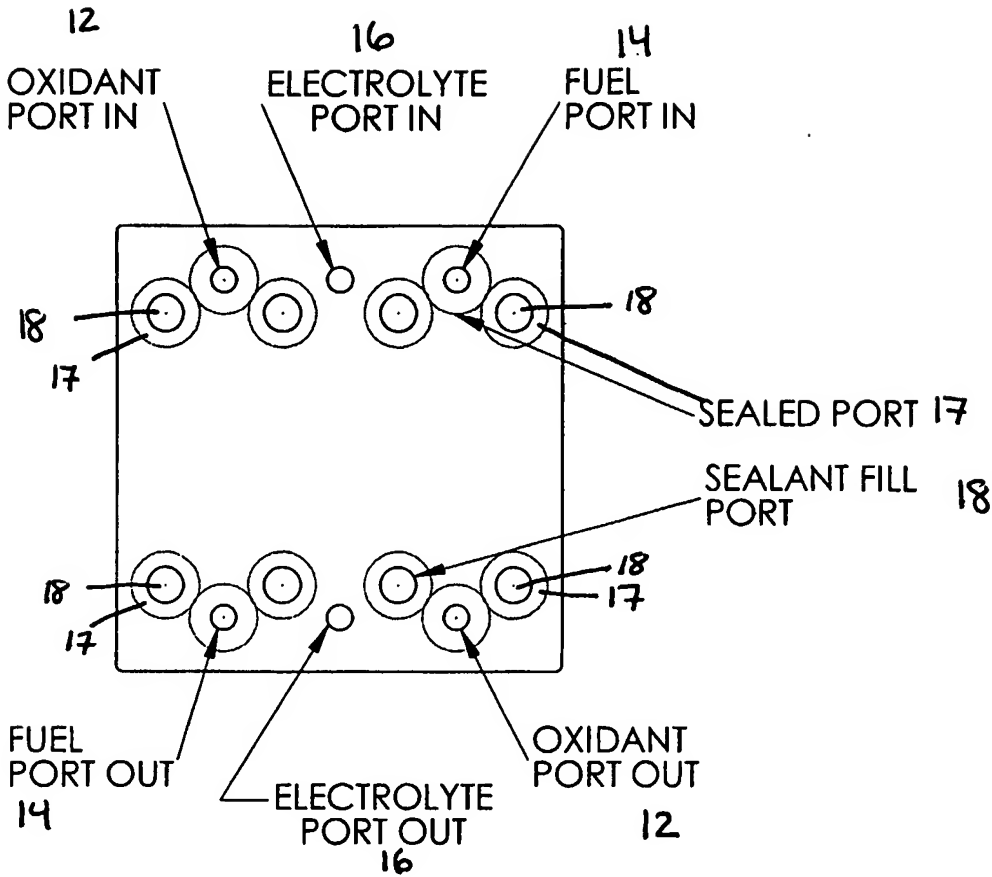 12
OXIDANT
PORT IN
16
ELECTROLYTE
PORT IN
14
FUEL
PORT IN
18
17
18
SEALED PORT 17
SEALANT FILL
PORT
18
18
17
18
17
FUEL
PORT OUT
14
ELECTROLYTE
PORT OUT
16
OXIDANT
PORT OUT
12